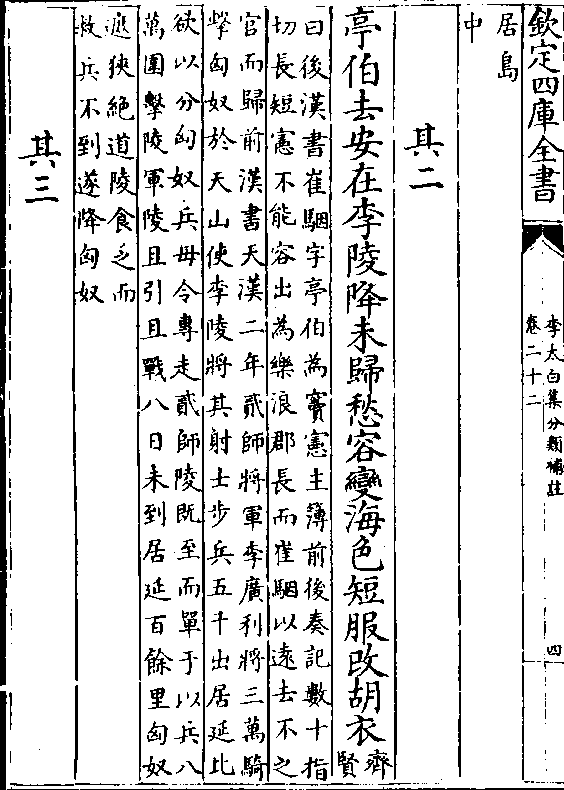 欽定四庫全書
李太白集分類補註
卷二十二
四
居島
中
其二
亭伯去安在李陵降未歸愁容變海色短服改胡衣齊
賢
曰後漢書崔駰字亭伯為竇憲主簿前後奏記數十指
切長短憲不能容出為樂浪郡長而崔駰以遠去不之
官而歸前漢書天漢二年貳師將軍李廣利將三萬騎
擊匈奴於天山使李陵將其射士步兵五千出居延北
欲以分匈奴兵毋令專走貳師陵既至而單于以兵八
萬圍擊陵軍陵且引且戰八日未到居延百餘里匈奴
遮狹絶道陵食乏而
救兵不到遂降匈奴
其三